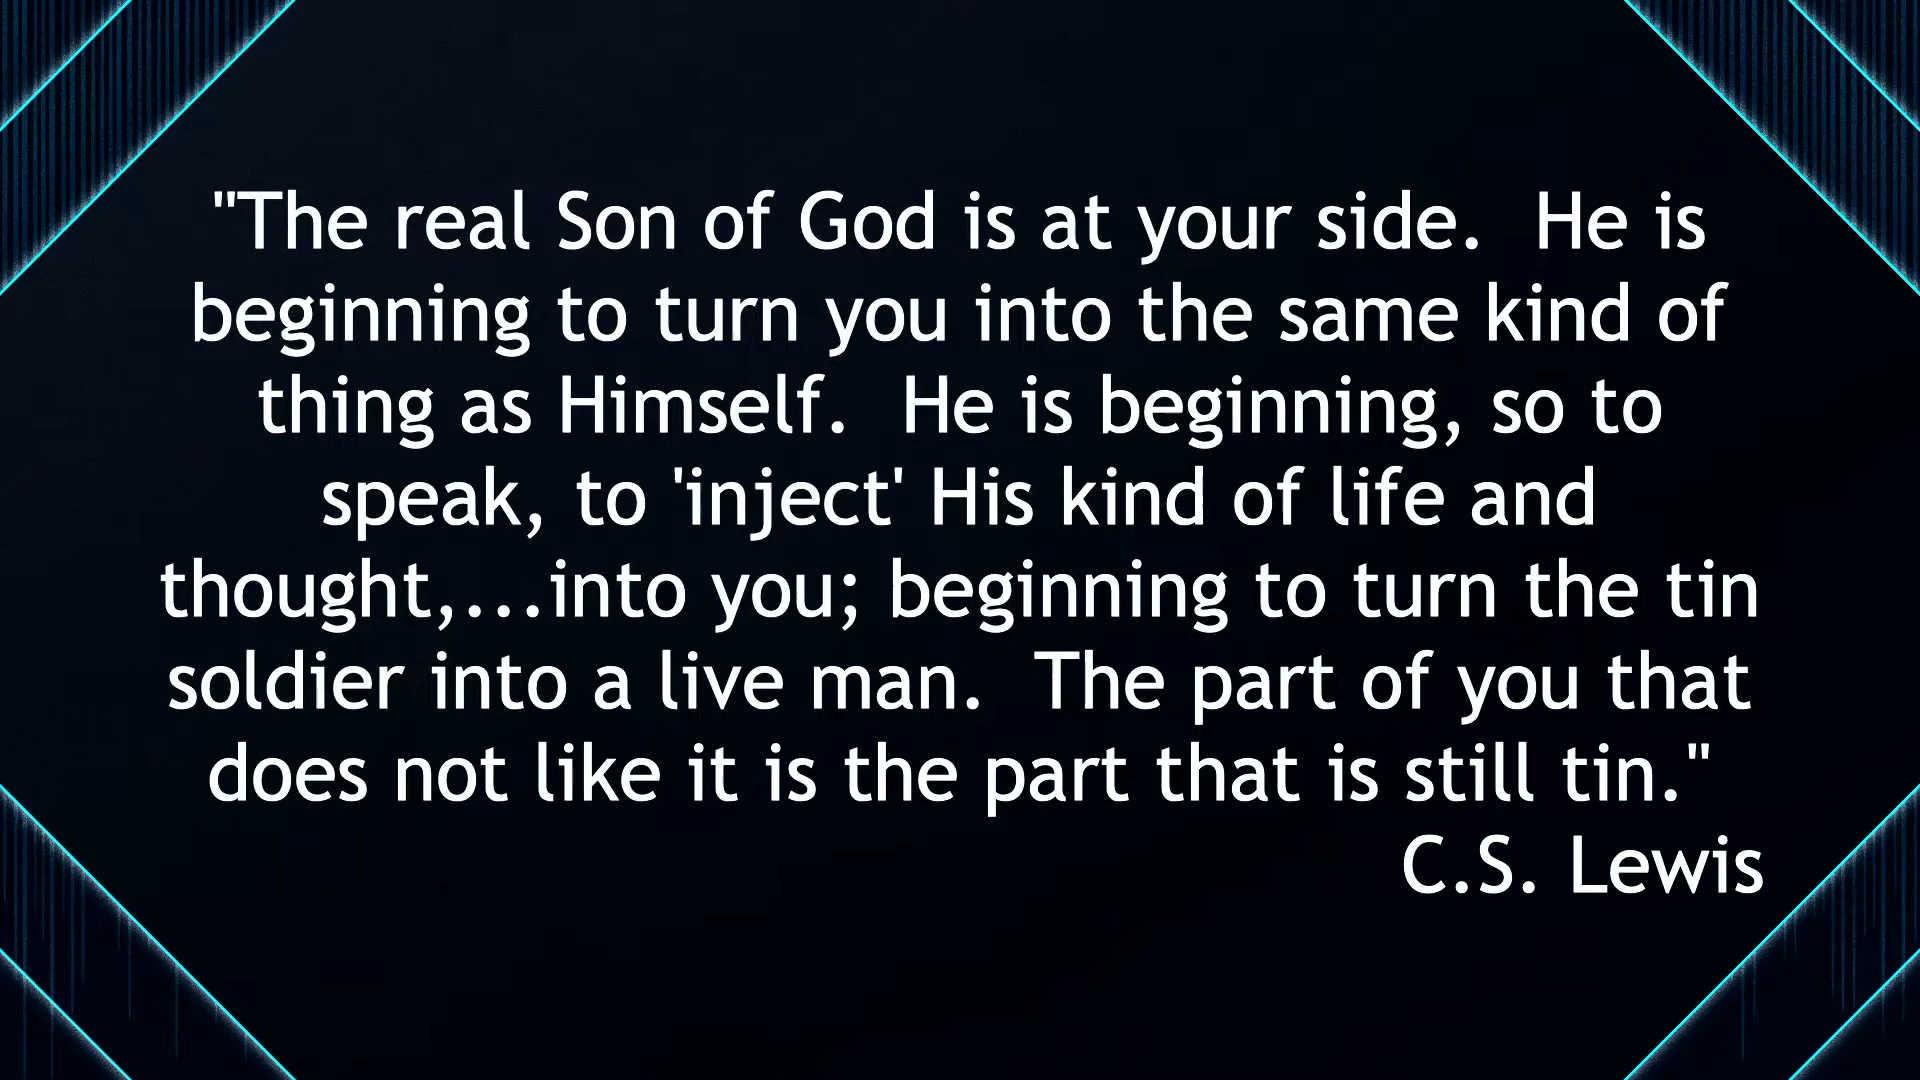 "The real Son of God is at your side.  He is
beginning to turn you into the same kind of
thing as Himself.  He is beginning, so to
speak, to 'inject' His kind of life and
thought,...into you; beginning to turn the tin
soldier into a live man.  The part of you that
does not like it is the part that is still tin."
C.S. Lewis